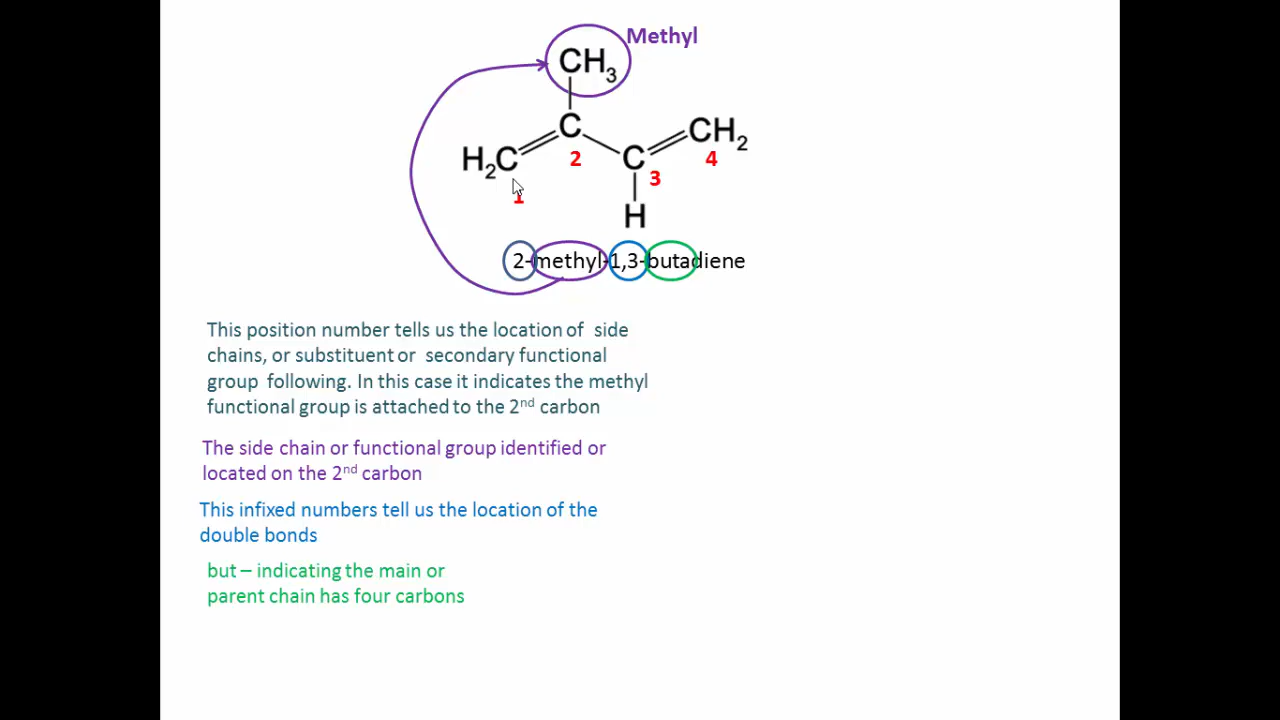 Methyl
CH3
C
CH2
H2C
C
2
4
3
1
H
2-methyl-1,3-butadiene
This position number tells us the location of side
chains, or substituent or secondary functional
group following. In this case it indicates the methyl
functional group is attached to the 2nd carbon
The side chain or functional group identified or
located on the 2nd carbon
This infixed numbers tell us the location of the
double bonds
but – indicating the main or
parent chain has four carbons